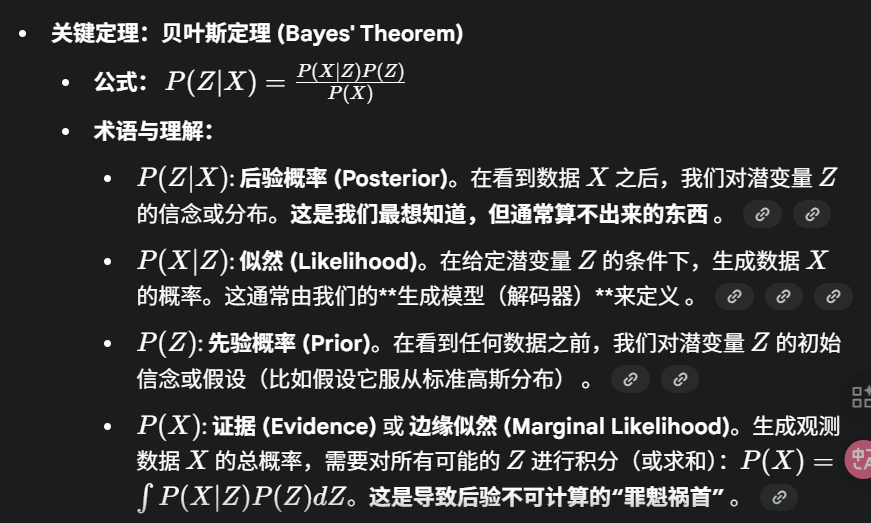 • 关键定理：贝叶斯定理 (Bayes' Theorem)
• 公式： P(Z|X) = P(X|Z)P(Z) / P(X)
• 术语与理解：
• P(Z|X): 后验概率 (Posterior)。在看到数据 X 之后，我们对潜变量 Z
的信念或分布。这是我们最想知道，但通常算不出来的东西 。
• P(X|Z): 似然 (Likelihood)。在给定潜变量 Z 的条件下，生成数据 X
的概率。这通常由我们的**生成模型（解码器）**来定义 。
• P(Z): 先验概率 (Prior)。在看到任何数据之前，我们对潜变量 Z 的初始
信念或假设（比如假设它服从标准高斯分布） 。
• P(X): 证据 (Evidence) 或 边缘似然 (Marginal Likelihood)。生成观测
数据 X 的总概率，需要对所有可能的 Z 进行积分（或求和）：P(X) =
∫ P(X|Z)P(Z)dZ。这是导致后验不可计算的“罪魁祸首” 。